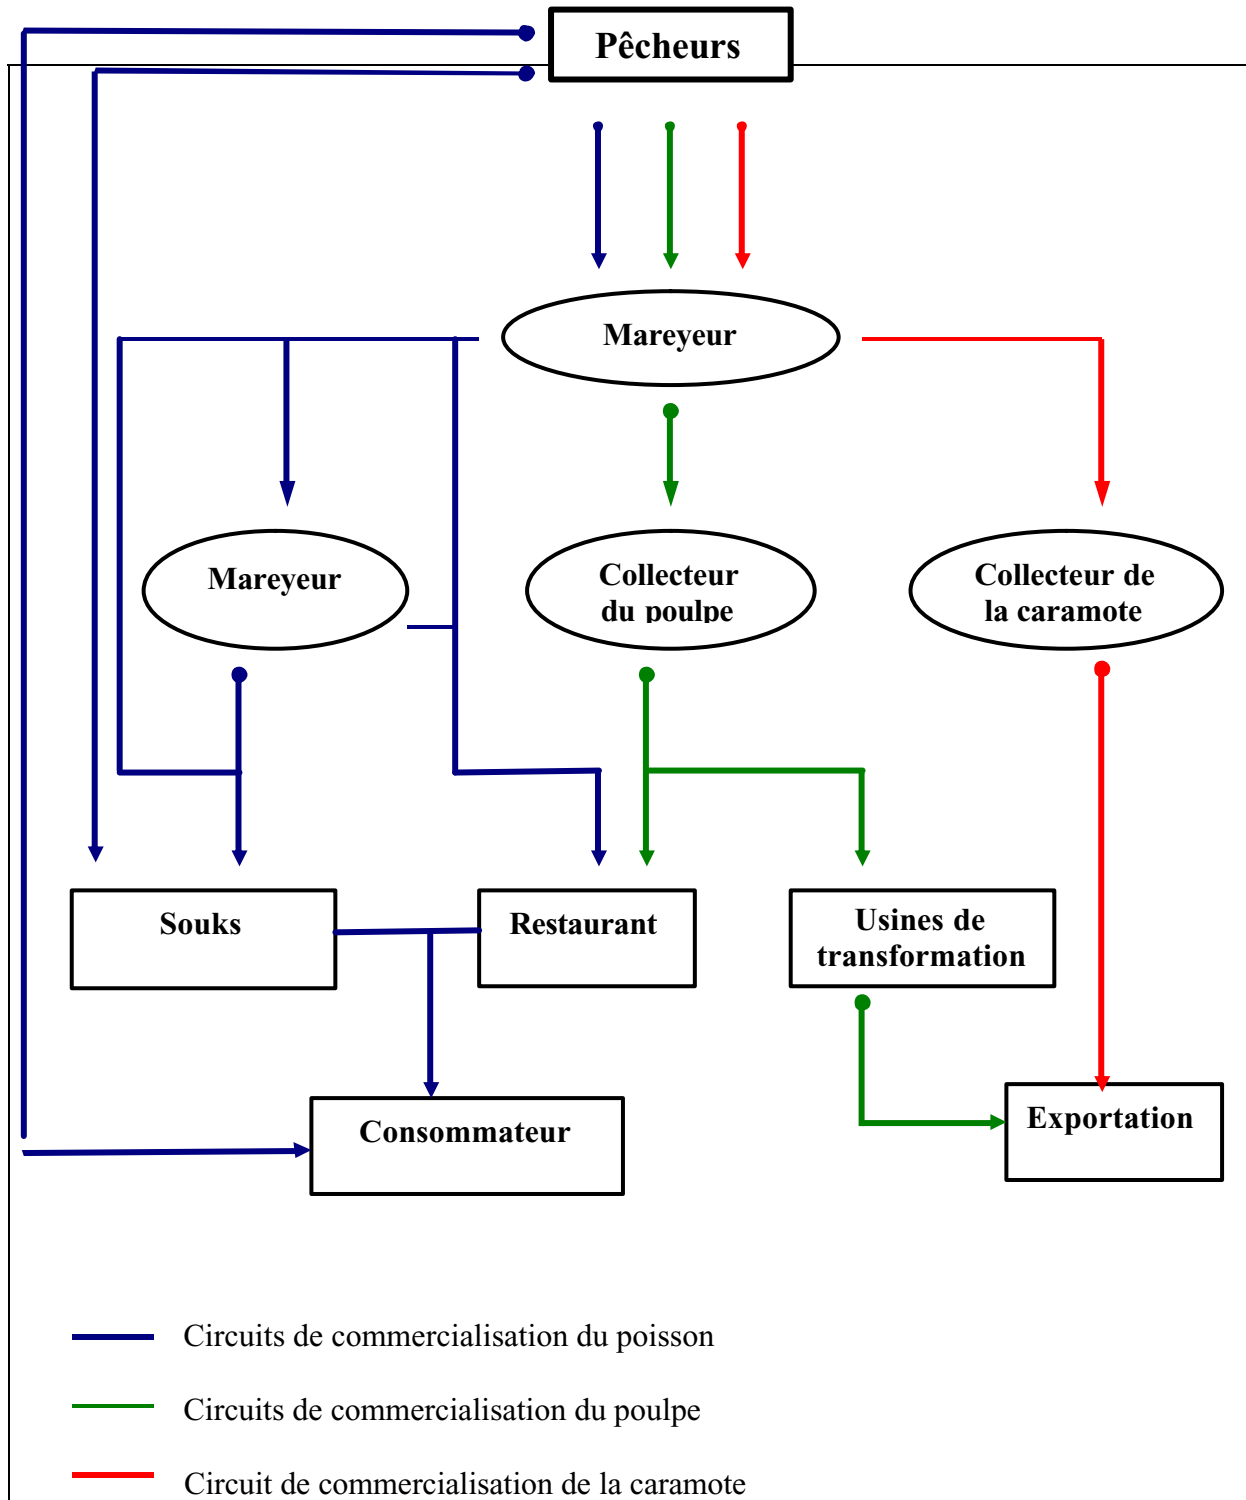 Pêcheurs
Mareyeur
Mareyeur
Collecteur
du poulpe
Collecteur de
la caramote
Souks
Restaurant
Usines de
transformation
Consommateur
Exportation
Circuits de commercialisation du poisson
Circuits de commercialisation du poulpe
Circuit de commercialisation de la caramote